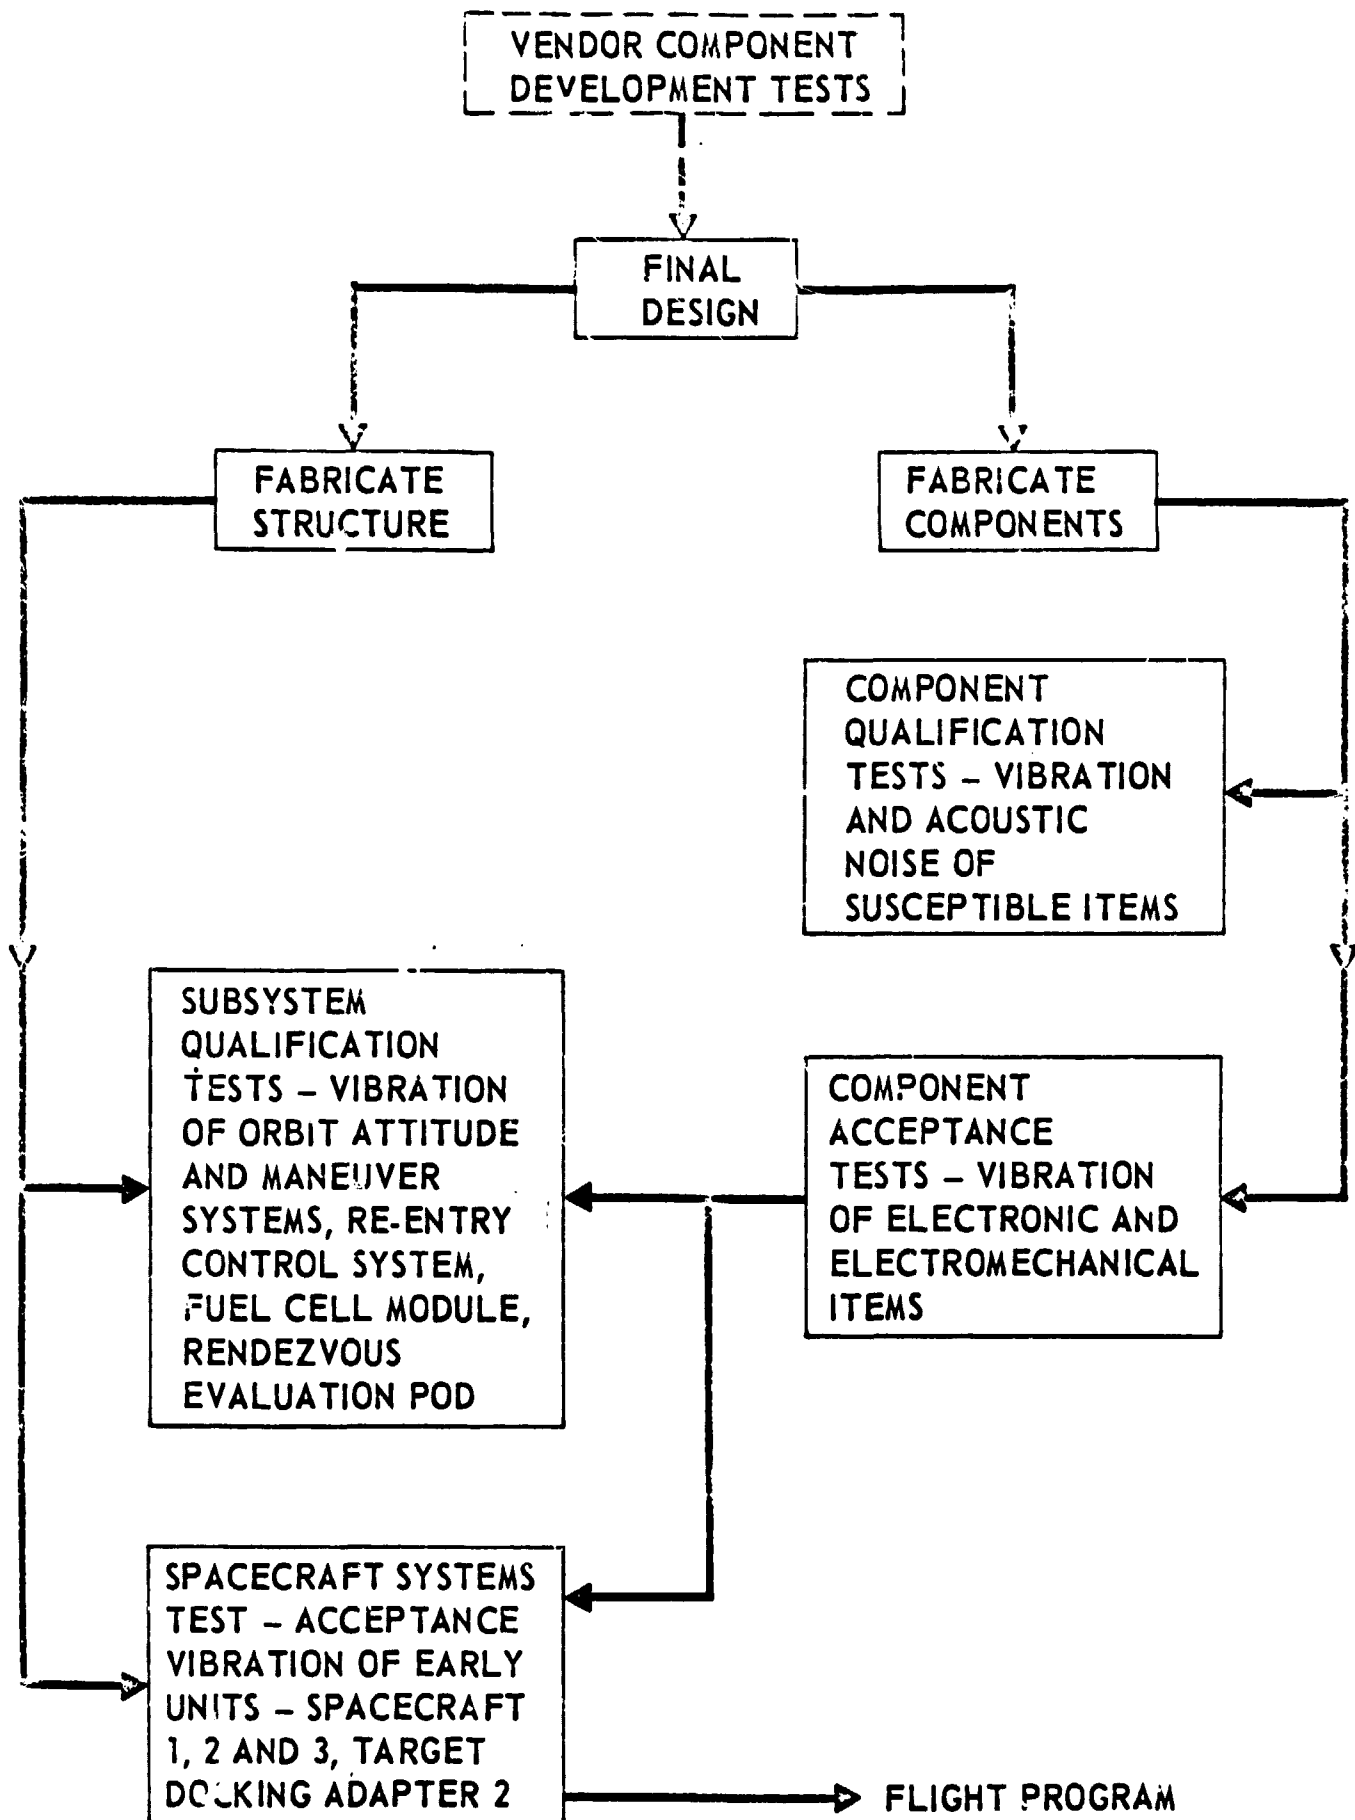 VENDOR COMPONENT
DEVELOPMENT TESTS
FINAL
DESIGN
FABRICATE
STRUCTURE
FABRICATE
COMPONENTS
COMPONENT
QUALIFICATION
TESTS – VIBRATION
AND ACOUSTIC
NOISE OF
SUSCEPTIBLE ITEMS
SUBSYSTEM
QUALIFICATION
TESTS – VIBRATION
OF ORBIT ATTITUDE
AND MANEUVER
SYSTEMS, RE-ENTRY
CONTROL SYSTEM,
FUEL CELL MODULE,
RENDEZVOUS
EVALUATION POD
COMPONENT
ACCEPTANCE
TESTS – VIBRATION
OF ELECTRONIC AND
ELECTROMECHANICAL
ITEMS
SPACECRAFT SYSTEMS
TEST – ACCEPTANCE
VIBRATION OF EARLY
UNITS – SPACECRAFT
1, 2 AND 3, TARGET
DOCKING ADAPTER 2
FLIGHT PROGRAM